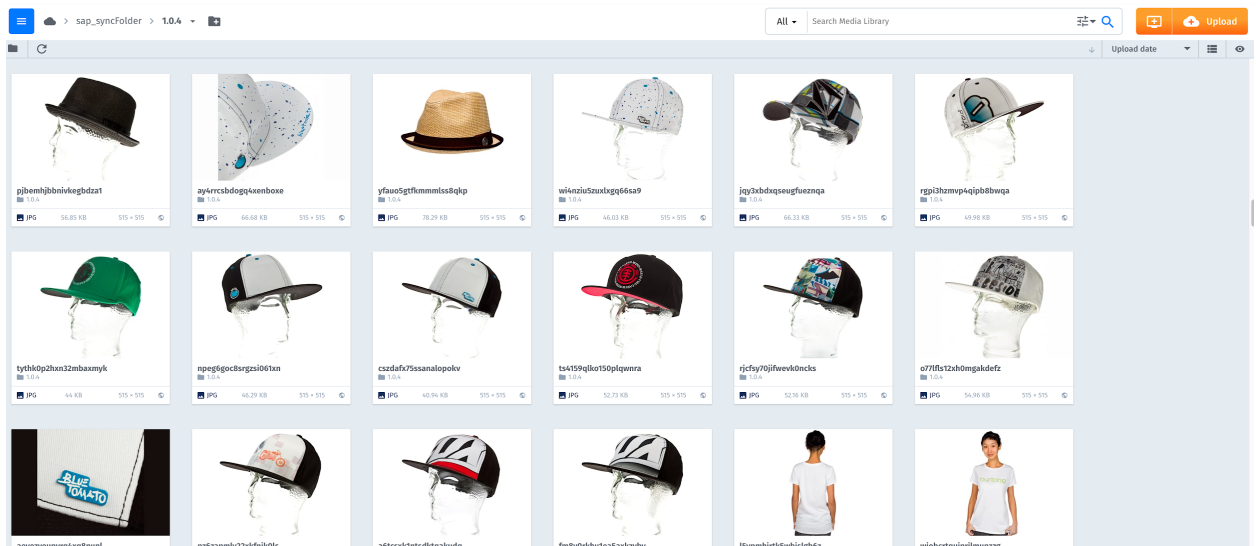 sap_syncFolder > 1.0.4
All
Search Media Library
Upload
Upload date
pjbemhjbbnivkegbdza1
1.0.4
JPG 56.85 KB 515 × 515
ay4rrcsbdogq4xenboxe
1.0.4
JPG 66.68 KB 515 × 515
yfauo5gtfkmmmlss8qkp
1.0.4
JPG 78.29 KB 515 × 515
wi4nziu5zuxlxgq66sa9
1.0.4
JPG 46.03 KB 515 × 515
jqy3xbdxqseugfueznqa
1.0.4
JPG 66.33 KB 515 × 515
rgpi3hzmvp4qipb8bwqa
1.0.4
JPG 49.98 KB 515 × 515
tythk0p2hxn32mbaxmyk
1.0.4
JPG 44 KB 515 × 515
npeg6goc8srgzsi061xn
1.0.4
JPG 46.29 KB 515 × 515
cszdafx75ssanalopokv
1.0.4
JPG 40.94 KB 515 × 515
ts4159qlko150plqwnra
1.0.4
JPG 52.73 KB 515 × 515
rjcfsy70jifwevk0ncks
1.0.4
JPG 52.16 KB 515 × 515
o77lfls12xh0mgakdefz
1.0.4
JPG 54.96 KB 515 × 515
BLUE
TOMATO